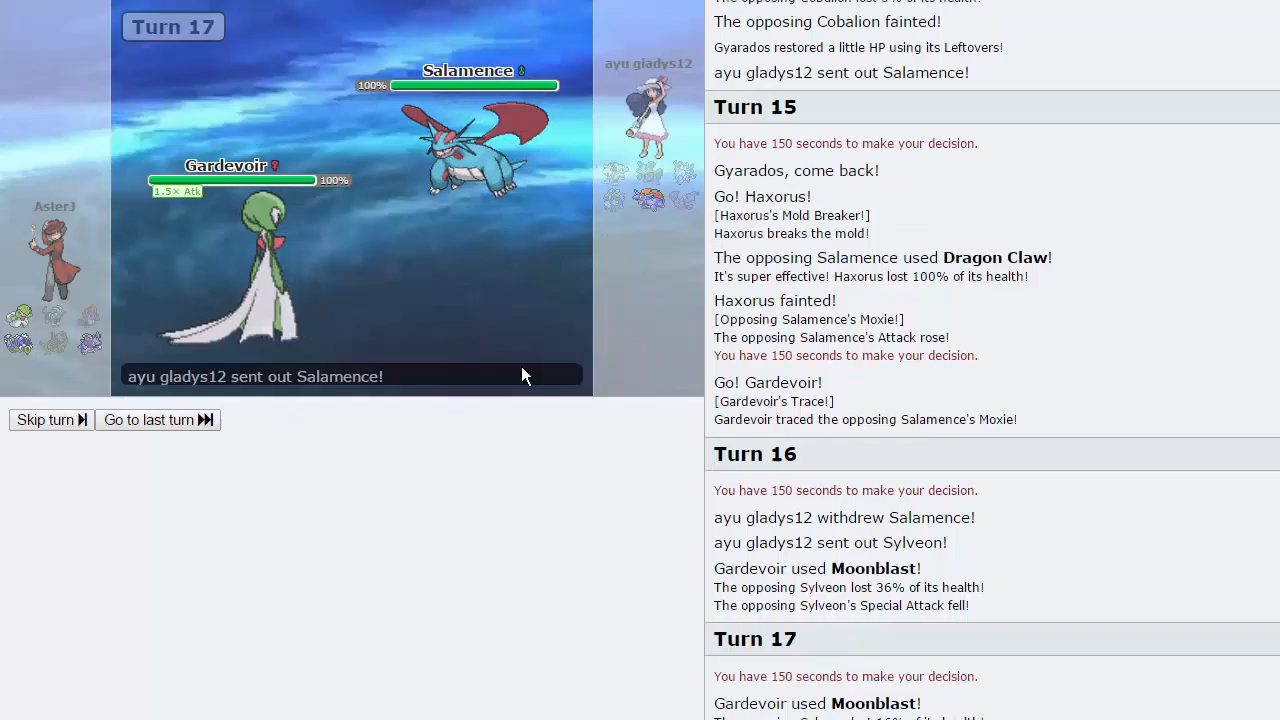 Turn 17
Salamence
100%
ayu gladys12
Gardevoir
100%
1.5× Atk
AsterJ
ayu gladys12 sent out Salamence!
Skip turn
Go to last turn
The opposing Cobalion fainted!
Gyarados restored a little HP using its Leftovers!
ayu gladys12 sent out Salamence!
Turn 15
You have 150 seconds to make your decision.
Gyarados, come back!
Go! Haxorus!
[Haxorus's Mold Breaker!]
Haxorus breaks the mold!
The opposing Salamence used Dragon Claw!
It's super effective! Haxorus lost 100% of its health!
Haxorus fainted!
[Opposing Salamence's Moxie!]
The opposing Salamence's Attack rose!
You have 150 seconds to make your decision.
Go! Gardevoir!
[Gardevoir's Trace!]
Gardevoir traced the opposing Salamence's Moxie!
Turn 16
You have 150 seconds to make your decision.
ayu gladys12 withdrew Salamence!
ayu gladys12 sent out Sylveon!
Gardevoir used Moonblast!
The opposing Sylveon lost 36% of its health!
The opposing Sylveon's Special Attack fell!
Turn 17
You have 150 seconds to make your decision.
Gardevoir used Moonblast!